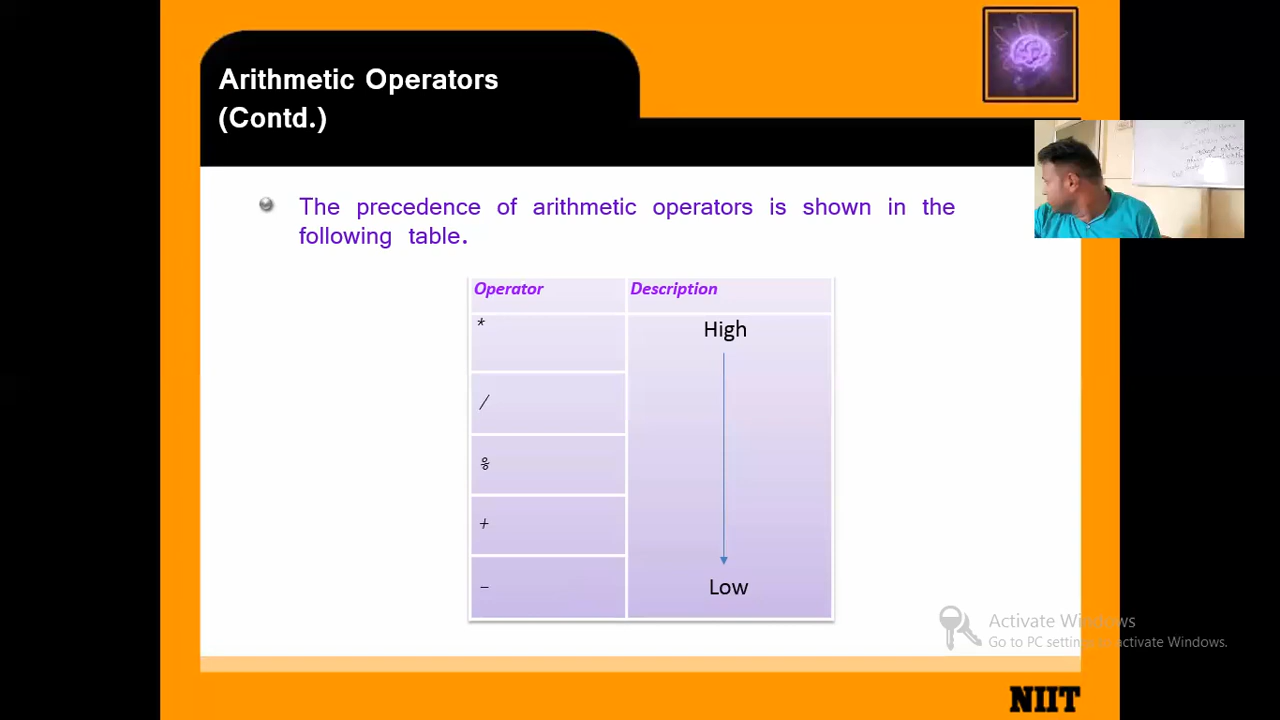 Arithmetic Operators
(Contd.)
The precedence of arithmetic operators is shown in the
following table.
Operator Description
* High
/
%
+
- Low
Activate Windows
Go to PC settings to activate Windows.
NIIT